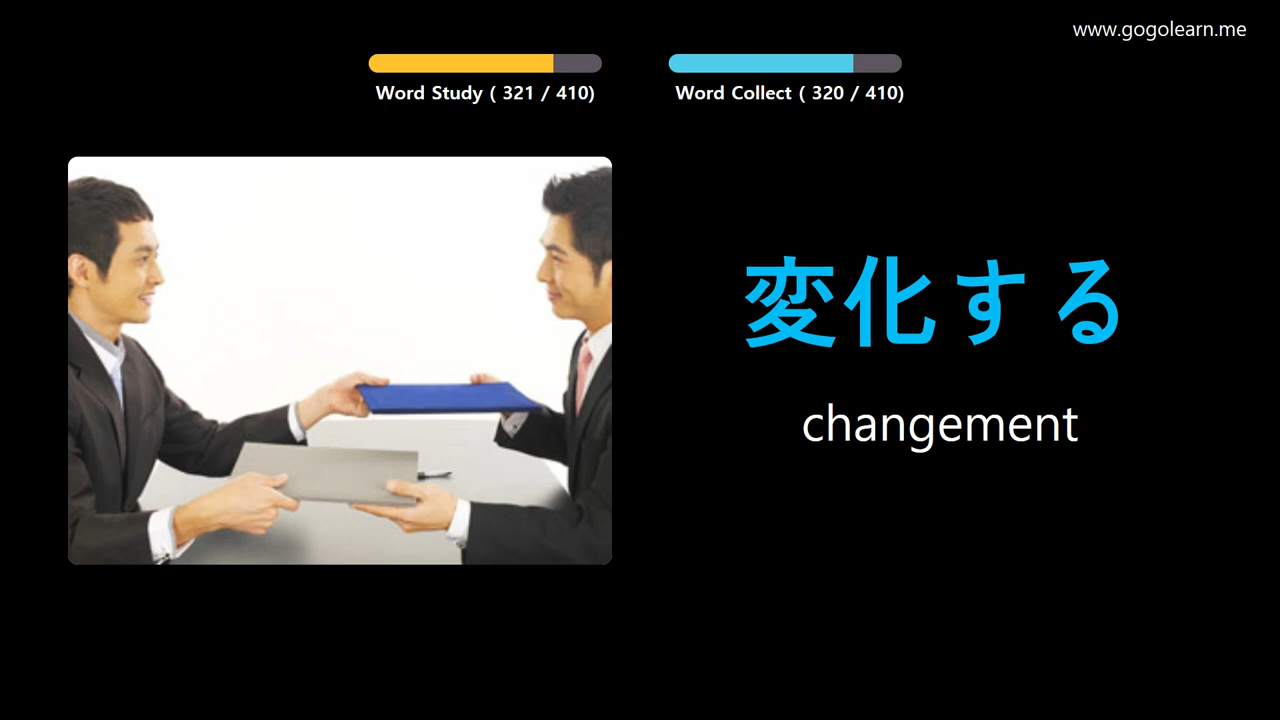 www.gogolearn.me
Word Study ( 321 / 410)
Word Collect ( 320 / 410)
変化する
changement